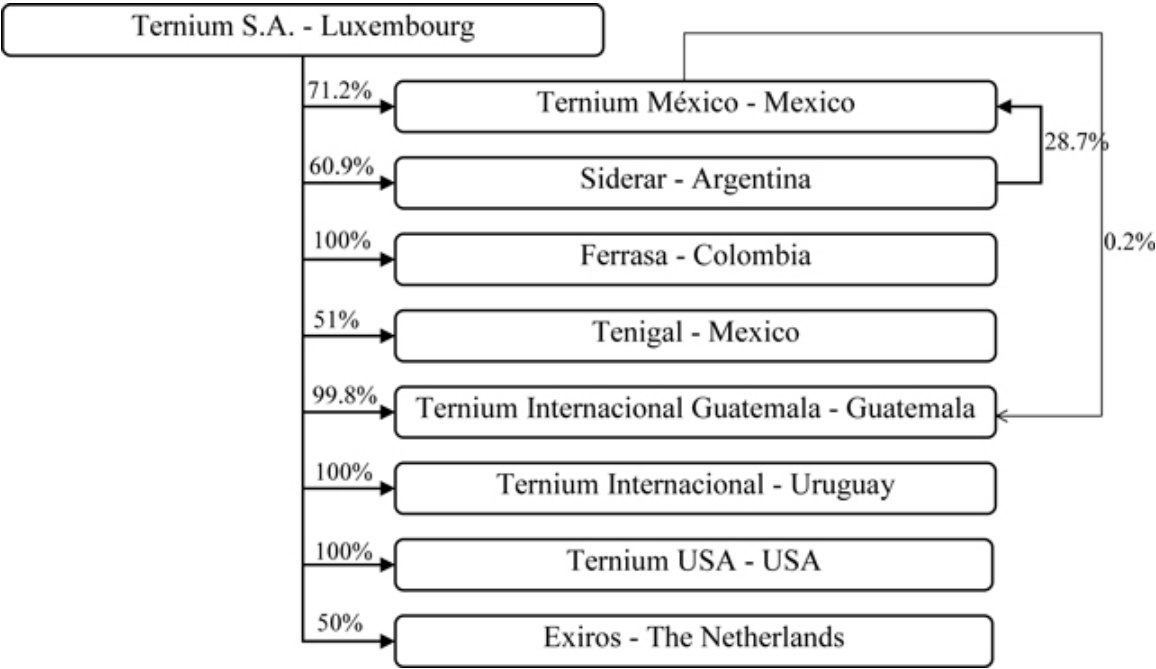 Ternium S.A. - Luxembourg
71.2%
Ternium México - Mexico
28.7%
60.9%
Siderar - Argentina
100%
Ferrasa - Colombia
0.2%
51%
Tenigal - Mexico
99.8%
Ternium Internacional Guatemala - Guatemala
100%
Ternium Internacional - Uruguay
100%
Ternium USA - USA
50%
Exiros - The Netherlands